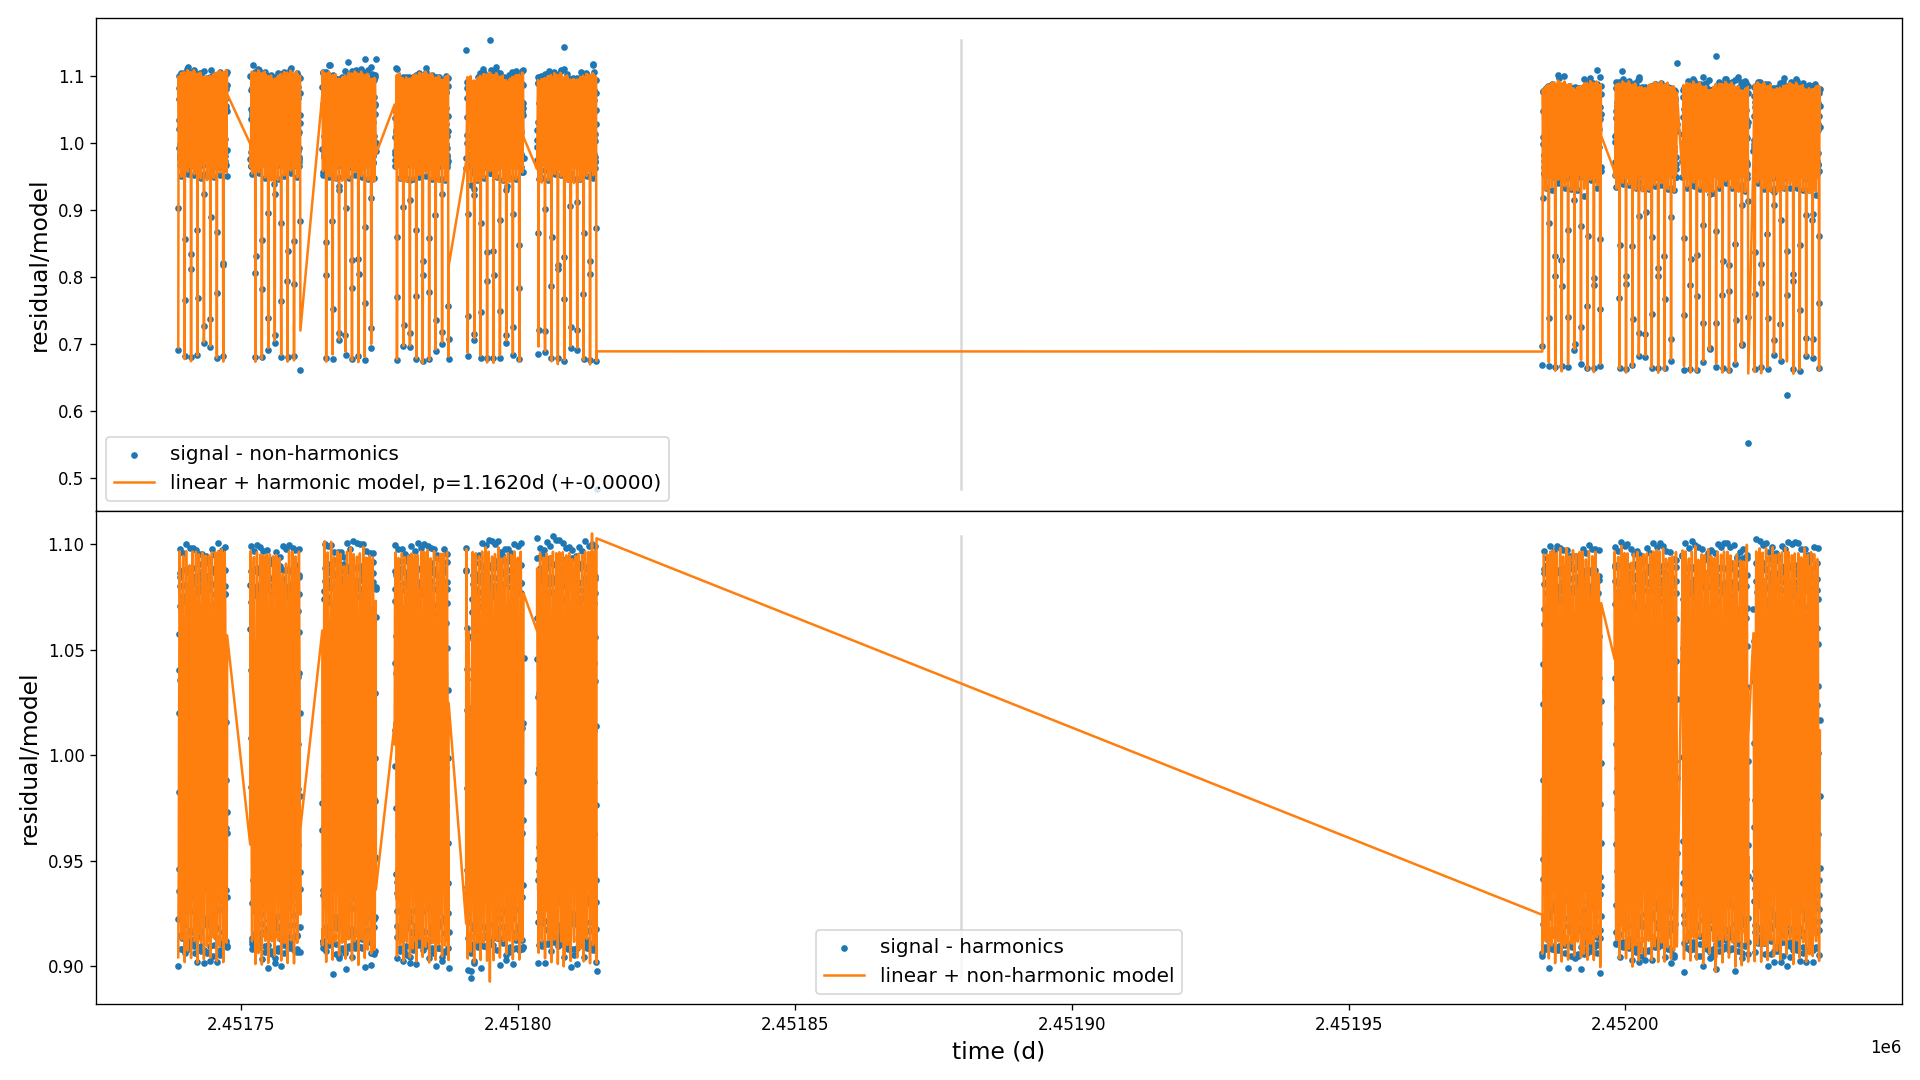 residual/model
1.1
1.0
0.9
0.8
0.7
0.6
0.5
signal - non-harmonics
linear + harmonic model, p=1.1620d (+-0.0000)
residual/model
1.10
1.05
1.00
0.95
0.90
signal - harmonics
linear + non-harmonic model
2.45175
2.45180
2.45185
2.45190
2.45195
2.45200
1e6
time (d)